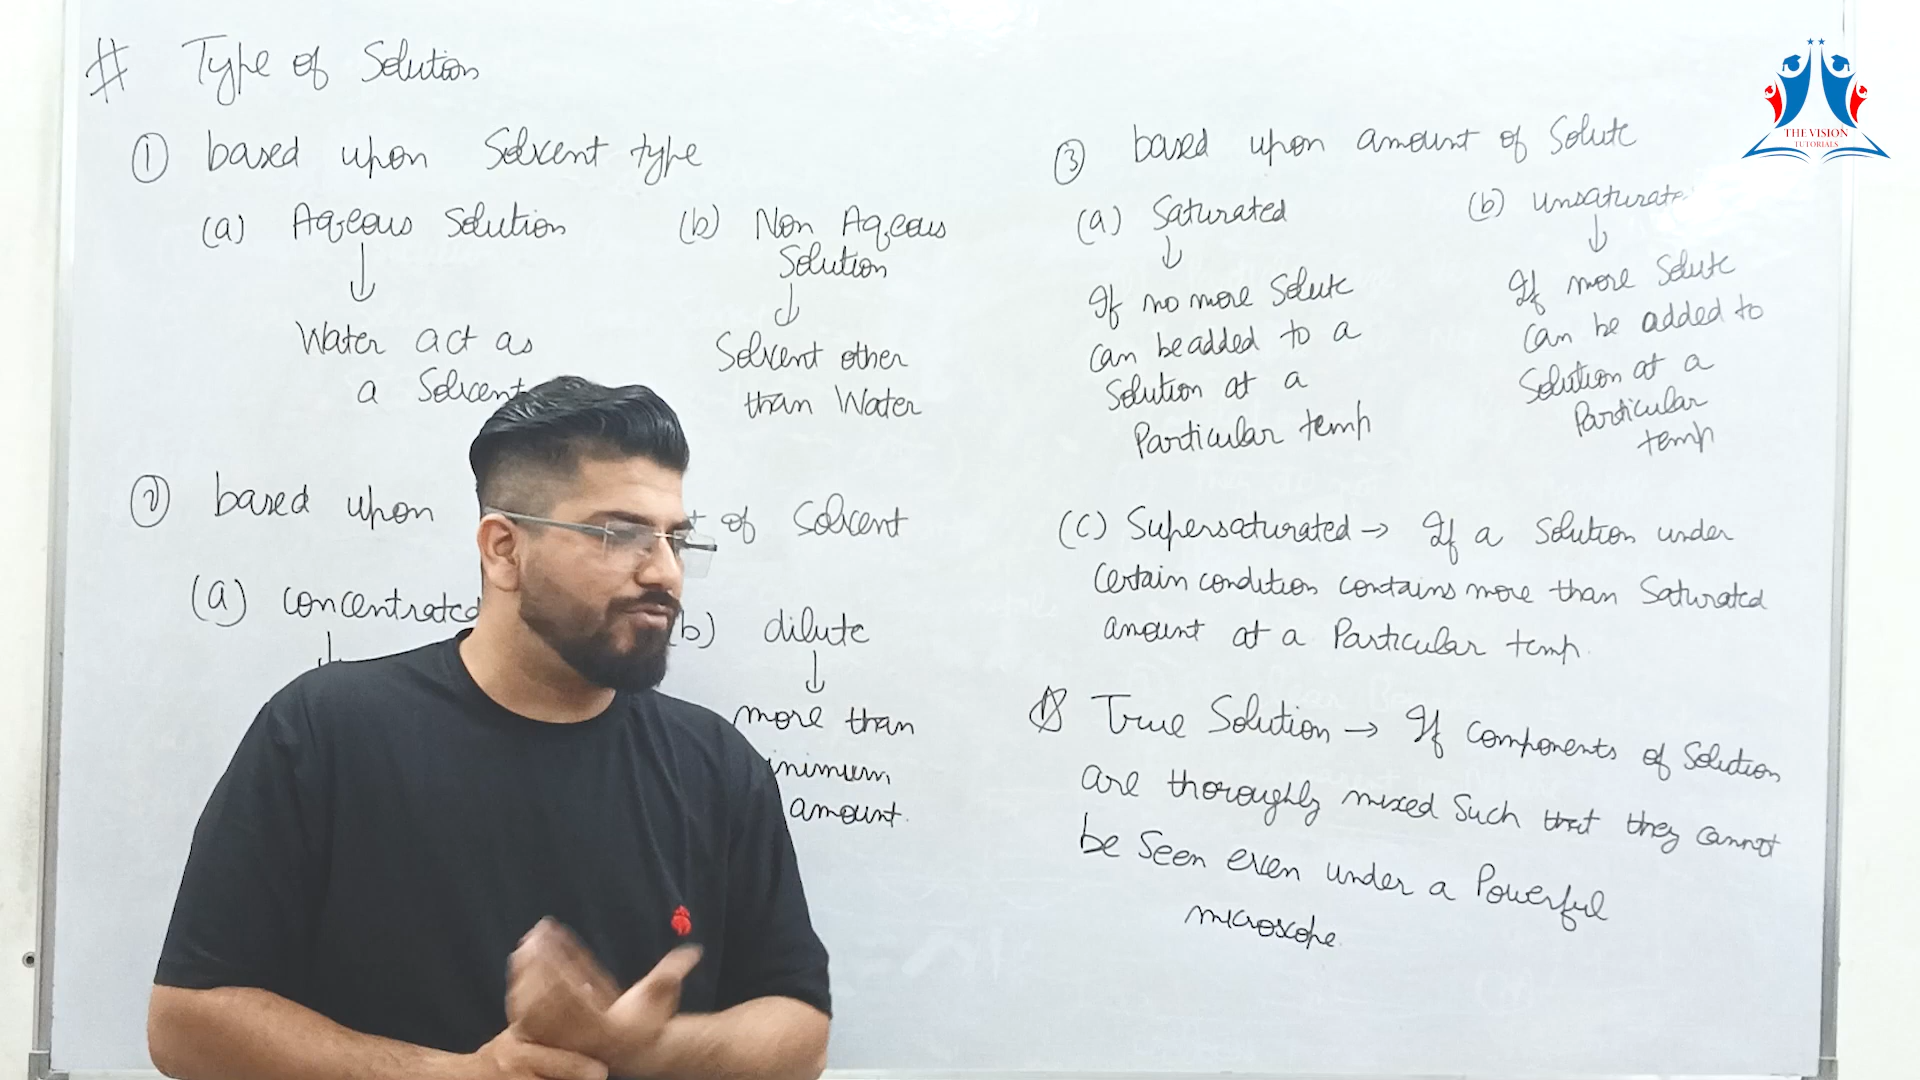 # Type of Solution
① based upon Solvent type
(a) Aqeous Solution
↓
Water act as
a Solvent
(b) Non Aqeous
Solution
↓
Solvent other
than Water
② based upon of Solvent
(a) concentrated
↓
(b) dilute
↓
more than
amount.
③ based upon amount of Solute
(a) Saturated
↓
If no more Solute
can be added to a
Solution at a
Particular temp
(b) Unsaturated
↓
If more Solute
can be added to
Solution at a
Particular
temp
(C) Supersaturated → If a Solution under
Certain condition contains more than Saturated
amount at a Particular temp.
True Solution → If components of Solution
are thoroughly mixed Such that they cannot
be Seen even under a Powerful
microscope.
THE VISION
TUTORIALS